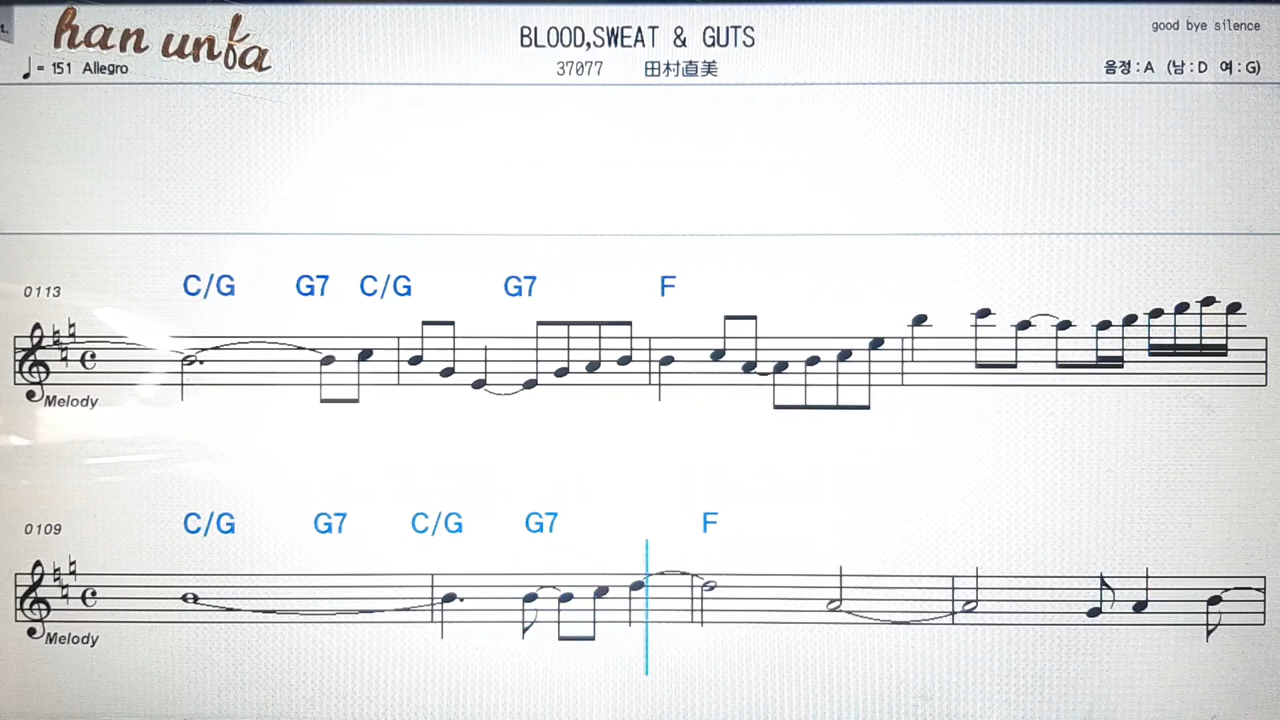 t.
han unfa
BLOOD,SWEAT & GUTS
good bye silence
= 151 Allegro
37077 田村直美
음정 : A (남 : D 여 : G)
0113
C/G G7 C/G G7 F
Melody
0109
C/G G7 C/G G7 F
Melody